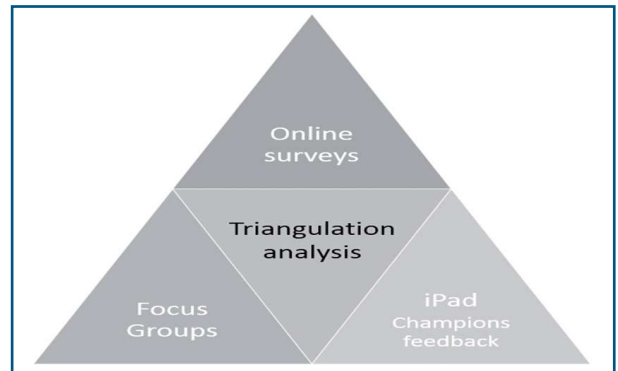 Online
surveys
Triangulation
analysis
Focus
Groups
iPad
Champions
feedback